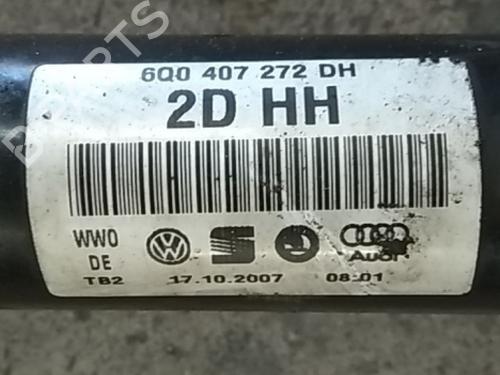 6Q0 407 272 DH
2D HH
WWO
DE
Audi
TB2 17.10.2007 08:01